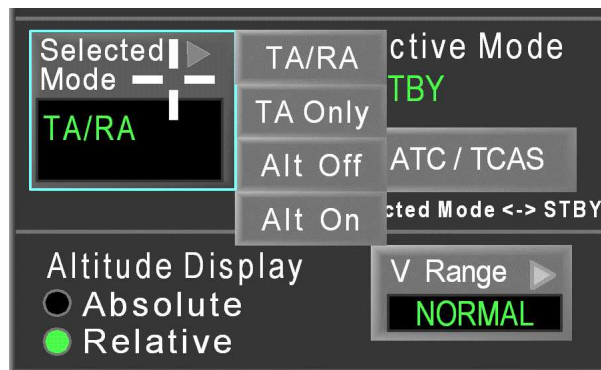 Selected
Mode
TA/RA
TA/RA
TA Only
Alt Off
Alt On
ctive Mode
TBY
ATC / TCAS
cted Mode <-> STBY
Altitude Display
Absolute
Relative
V Range
NORMAL